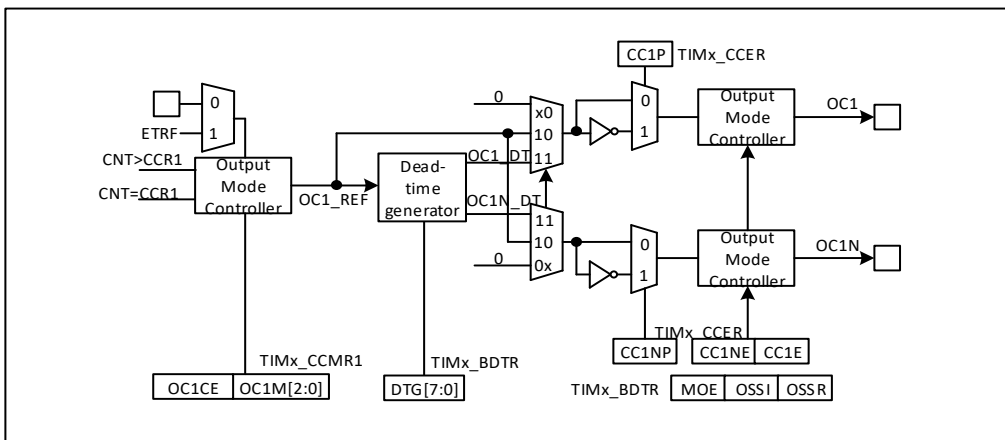 CC1P TIMx_CCER
0
ETRF 1
CNT>CCR1
CNT=CCR1
Output
Mode
Controller
OC1_REF
Dead-
time
generator
OC1_DT
OC1N_DT
0
x0
10
11
11
10
0x
0
0
1
Output
Mode
Controller
OC1
0
1
Output
Mode
Controller
OC1N
TIMx_CCER
CC1NP CC1NE CC1E
TIMx_CCMR1
OC1CE OC1M[2:0]
TIMx_BDTR
DTG[7:0]
TIMx_BDTR MOE OSSI OSSR